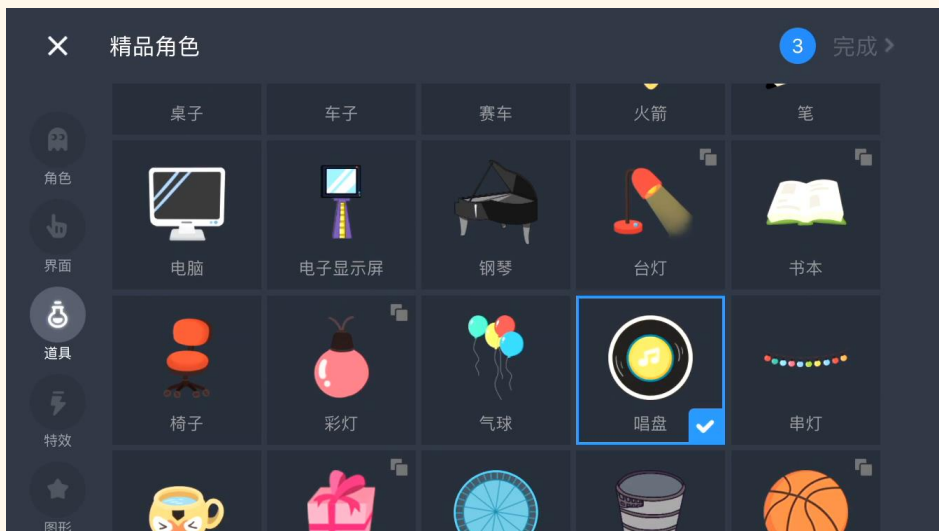 精品角色
3 完成
桌子 车子 赛车 火箭 笔
角色
电脑 电子显示屏 钢琴 台灯 书本
界面
道具
椅子 彩灯 气球 唱盘 串灯
特效
图形